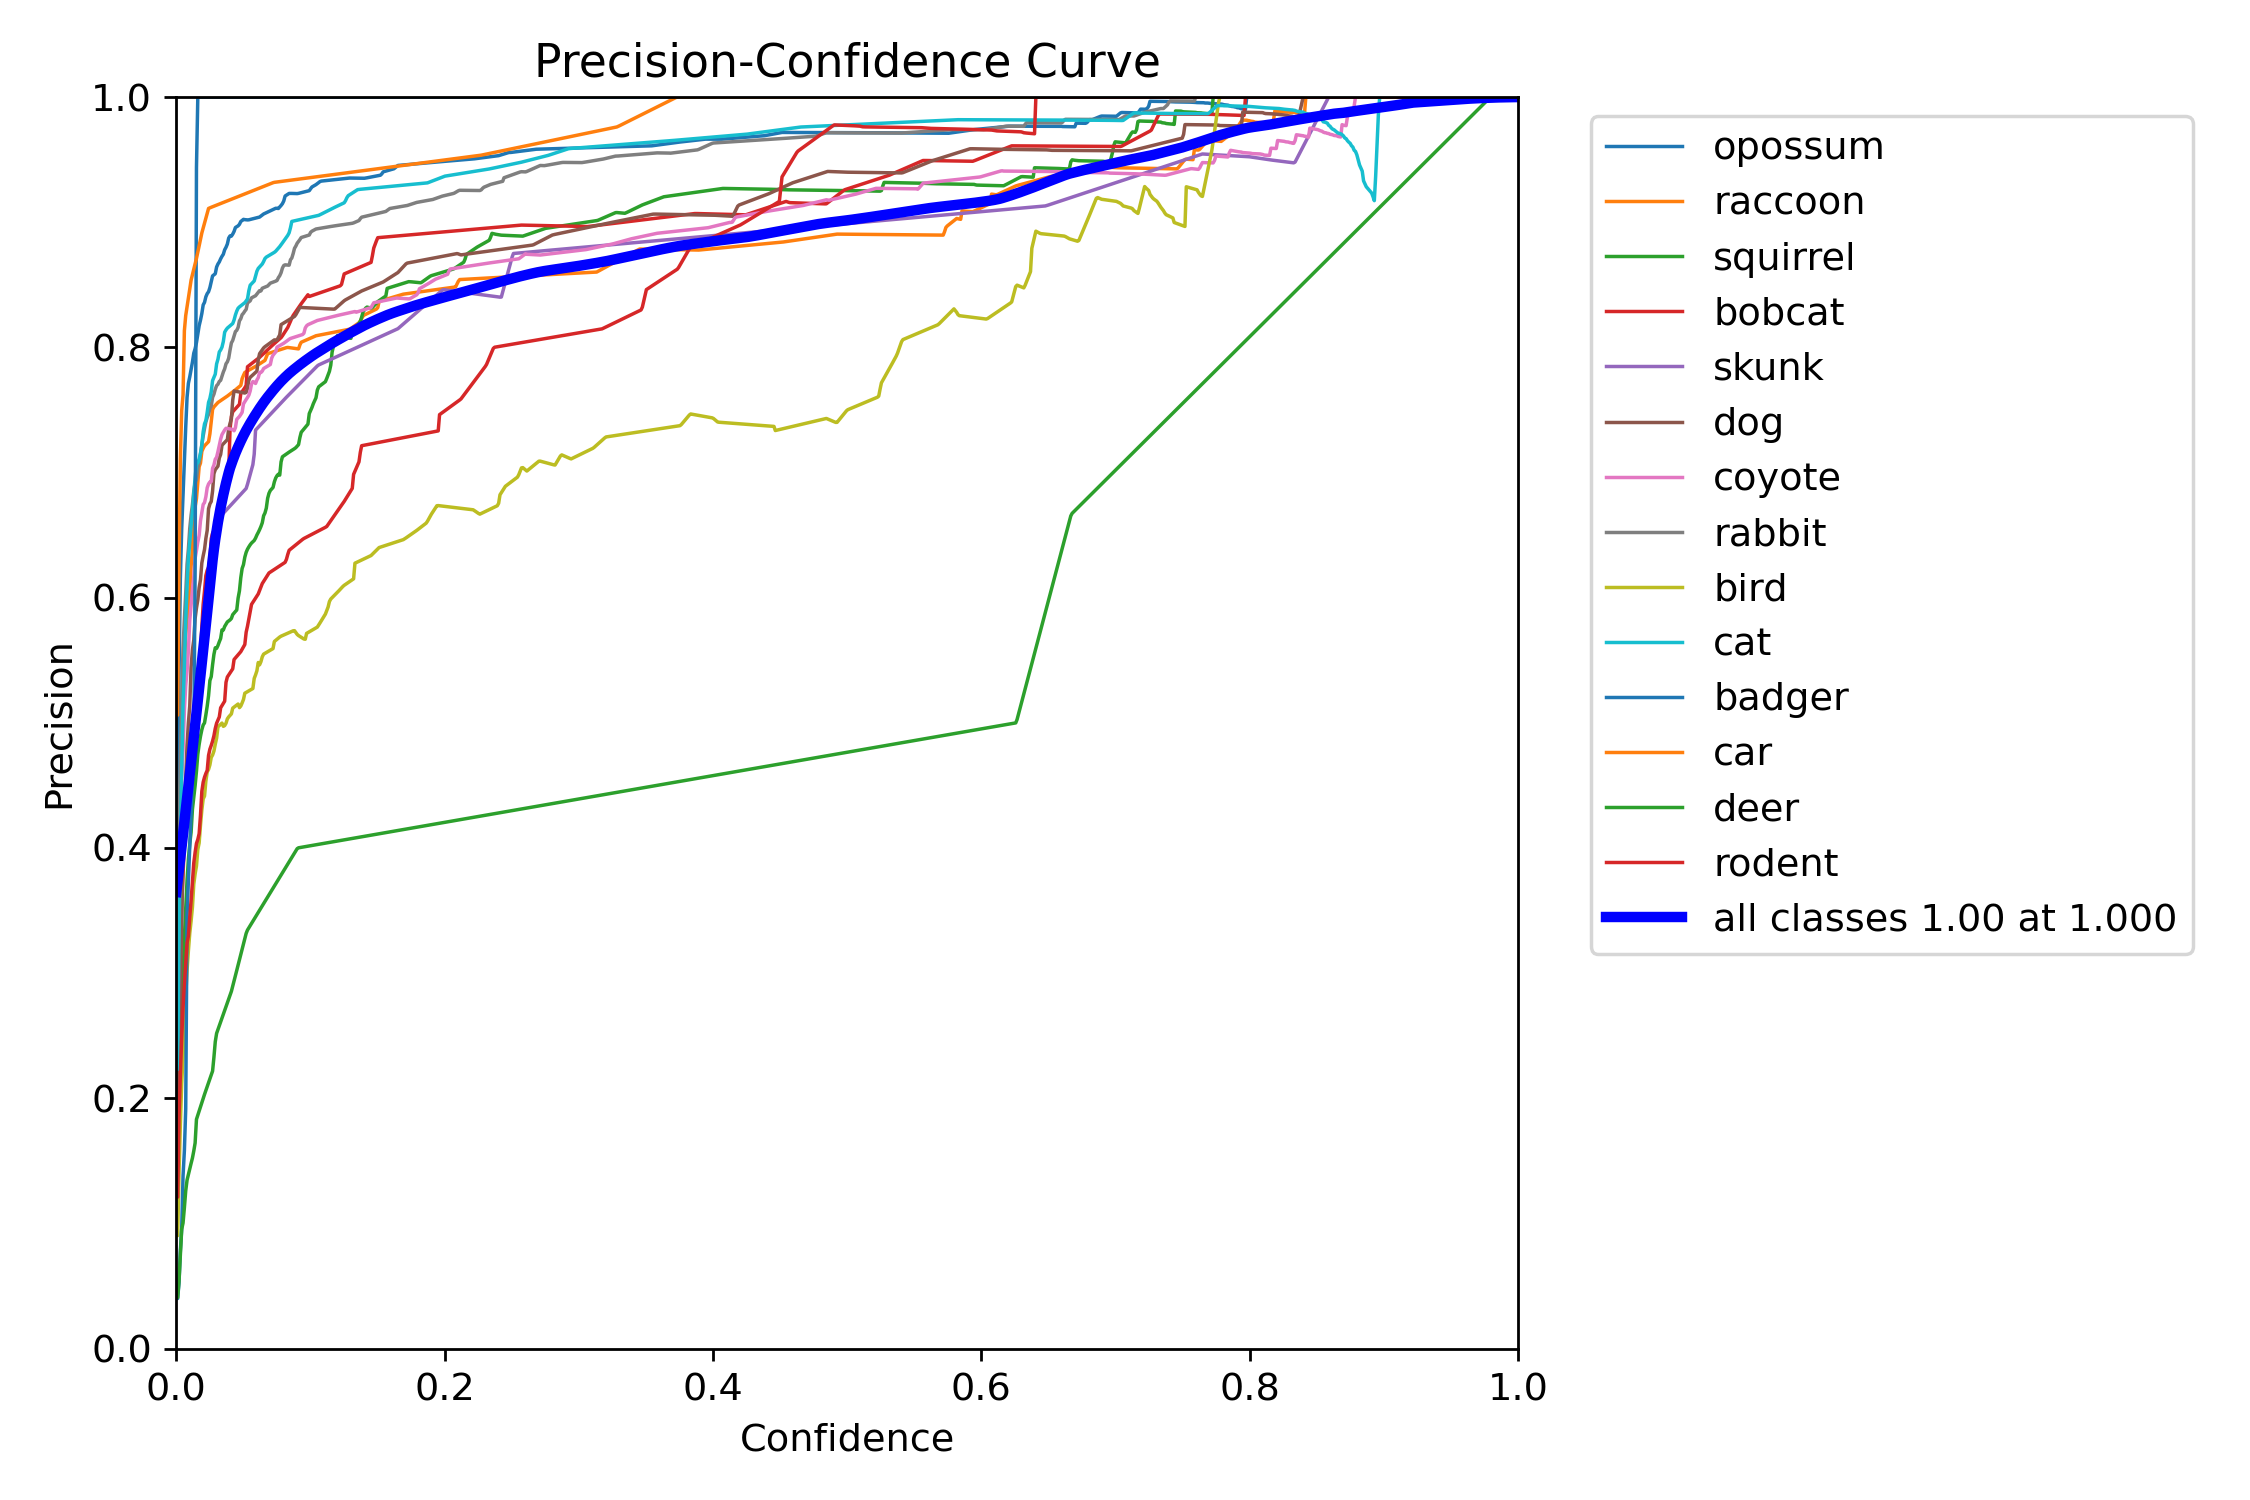 Precision-Confidence Curve
1.0
0.8
0.6
0.4
0.2
0.0
Precision
0.0 0.2 0.4 0.6 0.8 1.0
Confidence
opossum
raccoon
squirrel
bobcat
skunk
dog
coyote
rabbit
bird
cat
badger
car
deer
rodent
all classes 1.00 at 1.000